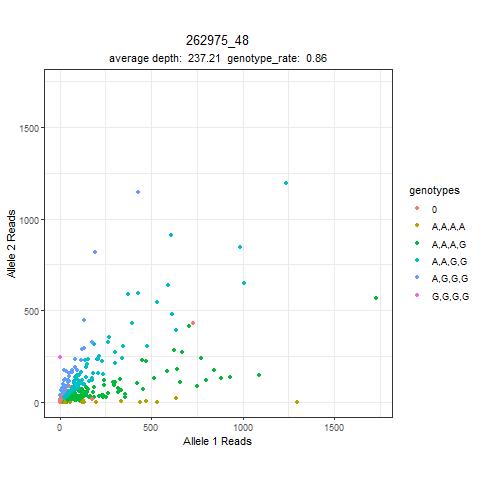 262975_48
average depth: 237.21 genotype_rate: 0.86
Allele 2 Reads
1500
1000
500
0
0
500
1000
1500
Allele 1 Reads
genotypes
0
A,A,A,A
A,A,A,G
A,A,G,G
A,G,G,G
G,G,G,G